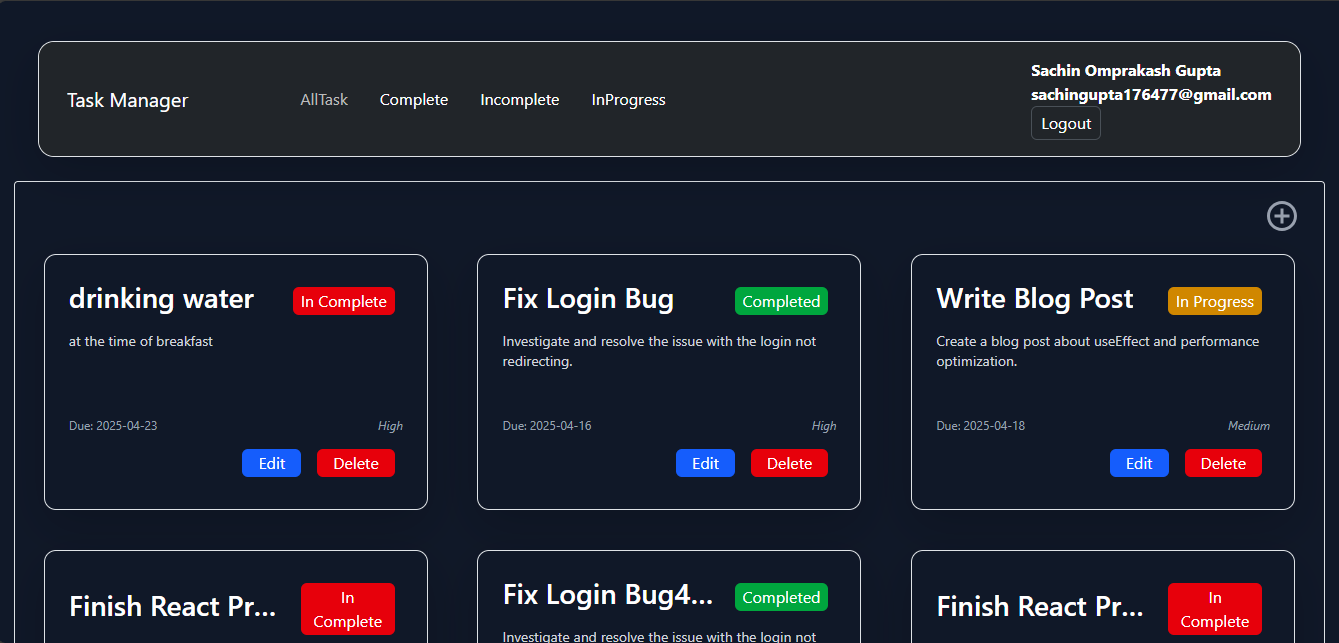 Task Manager
AllTask
Complete
Incomplete
InProgress
Sachin Omprakash Gupta
sachingupta176477@gmail.com
Logout
drinking water
In Complete
at the time of breakfast
Due: 2025-04-23
High
Edit
Delete
Fix Login Bug
Completed
Investigate and resolve the issue with the login not
redirecting.
Due: 2025-04-16
High
Edit
Delete
Write Blog Post
In Progress
Create a blog post about useEffect and performance
optimization.
Due: 2025-04-18
Medium
Edit
Delete
Finish React Pr...
In
Complete
Fix Login Bug4...
Completed
Investigate and resolve the issue with the login not
Finish React Pr...
In
Complete